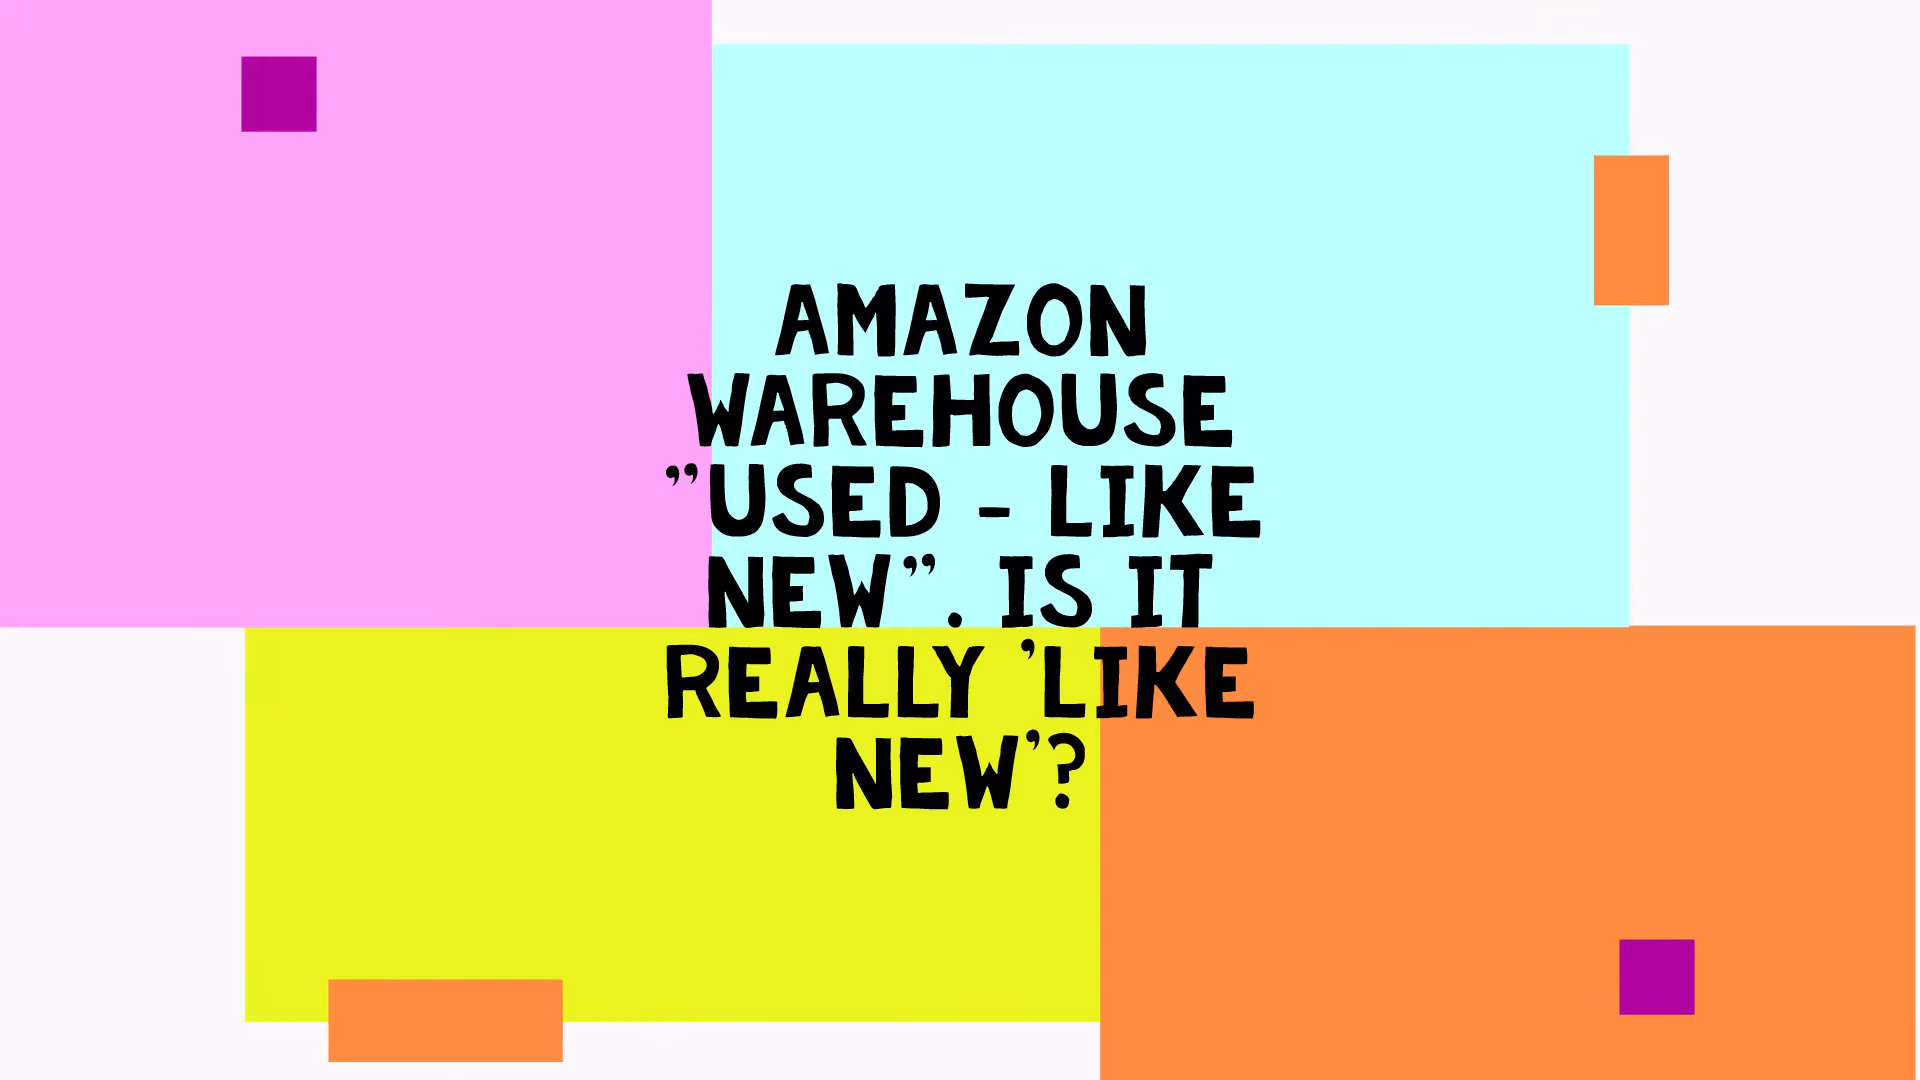 AMAZON
WAREHOUSE
”USED - LIKE
NEW”. IS IT
REALLY ’LIKE
NEW’?